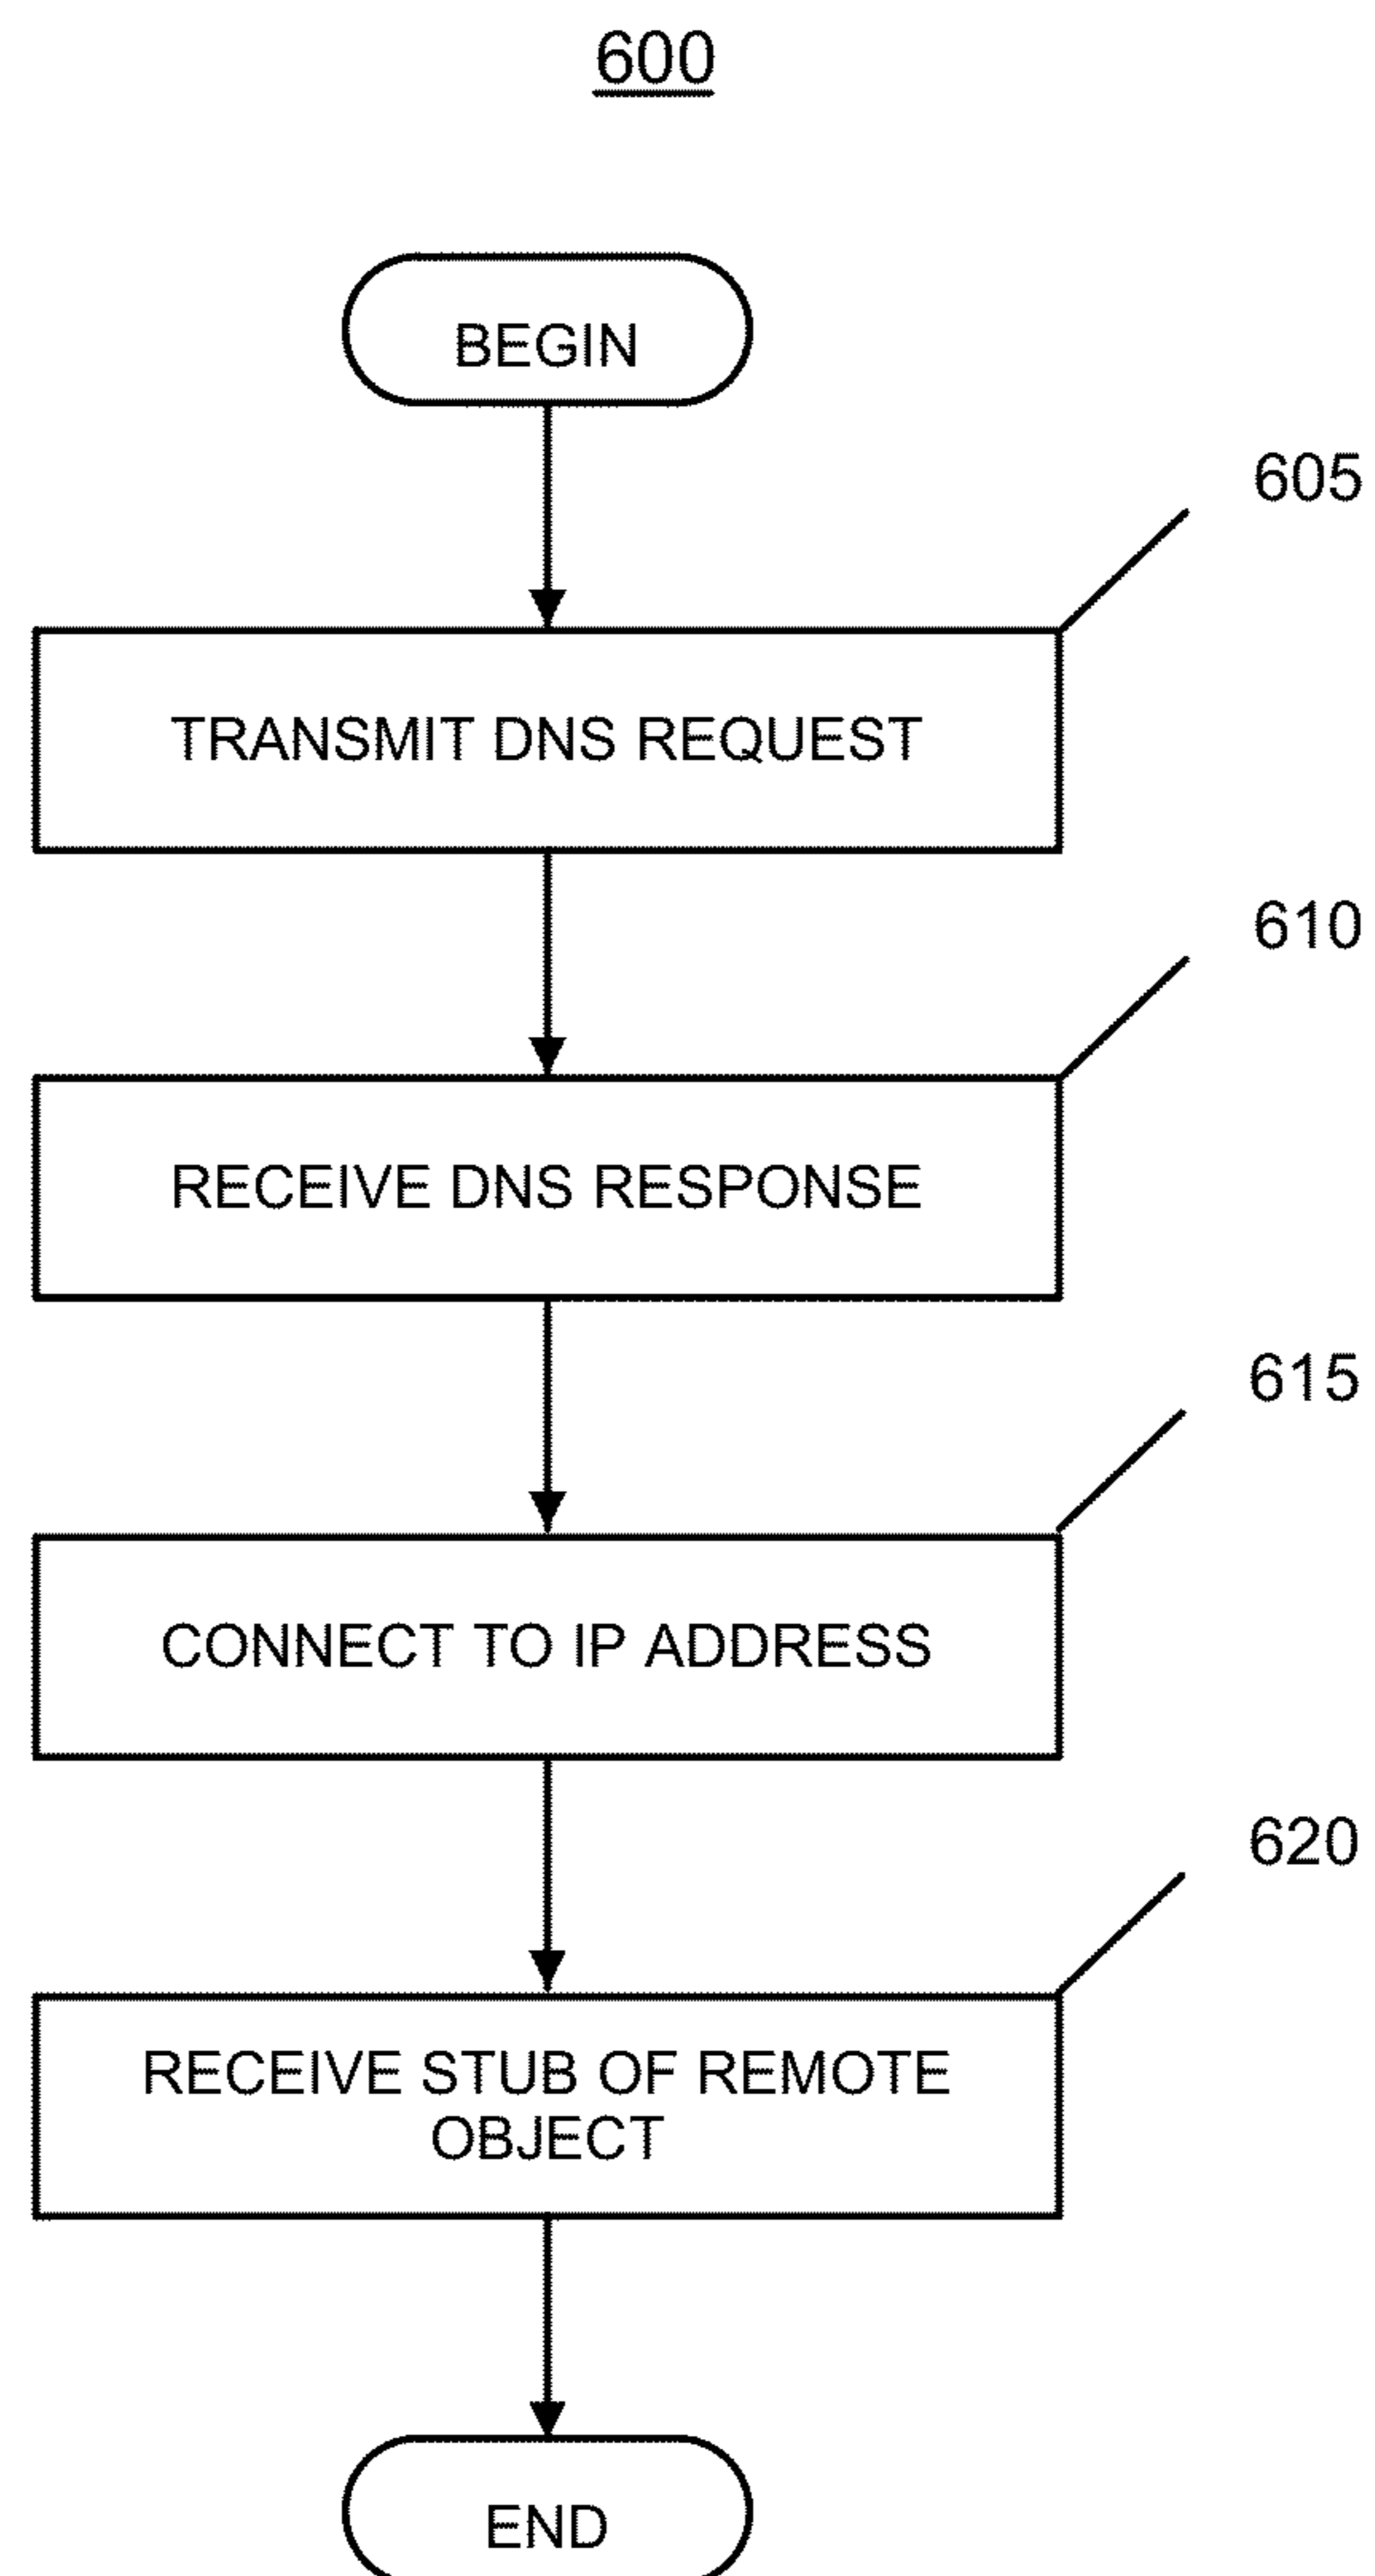 600
BEGIN
605
TRANSMIT DNS REQUEST
610
RECEIVE DNS RESPONSE
615
CONNECT TO IP ADDRESS
620
RECEIVE STUB OF REMOTE
OBJECT
END